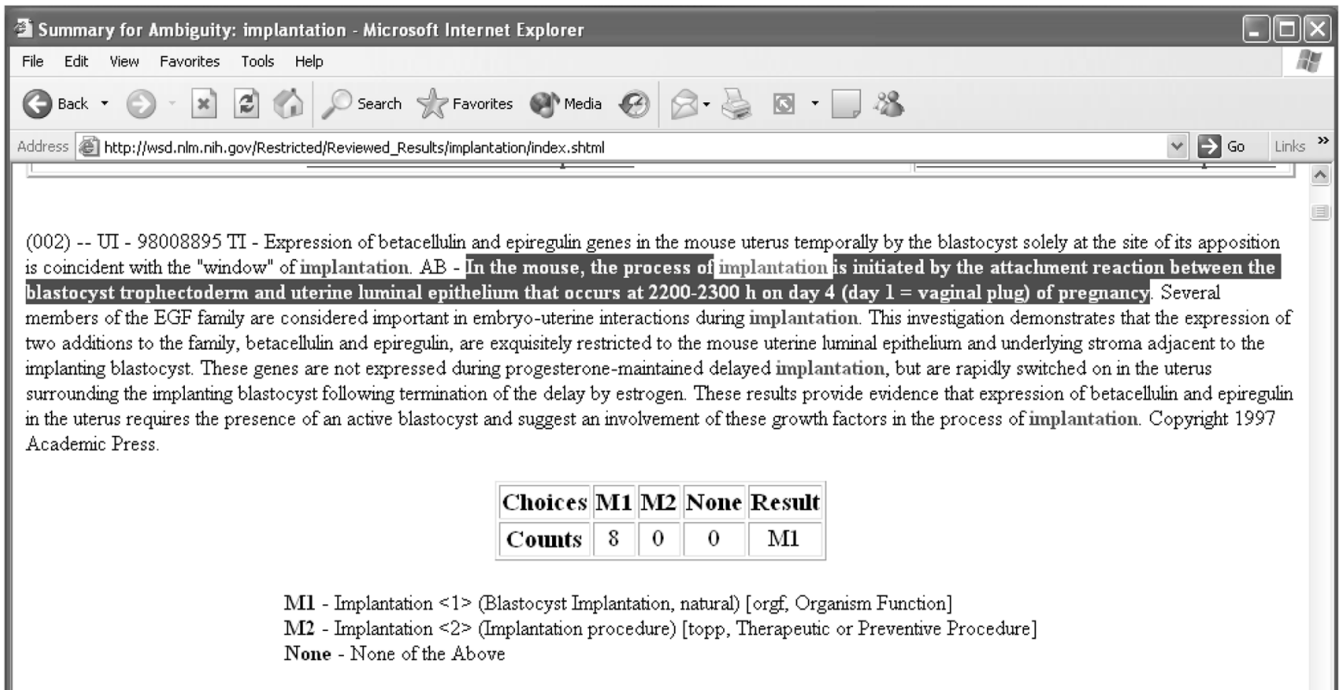 Summary for Ambiguity: implantation - Microsoft Internet Explorer
File Edit View Favorites Tools Help
Back Search Favorites Media
Address http://wsd.nlm.nih.gov/Restricted/Reviewed_Results/implantation/index.shtml Go Links »
(002) -- UI - 98008895 TI - Expression of betacellulin and epiregulin genes in the mouse uterus temporally by the blastocyst solely at the site of its apposition
is coincident with the "window" of implantation. AB - In the mouse, the process of implantation is initiated by the attachment reaction between the
blastocyst trophectoderm and uterine luminal epithelium that occurs at 2200-2300 h on day 4 (day 1 = vaginal plug) of pregnancy. Several
members of the EGF family are considered important in embryo-uterine interactions during implantation. This investigation demonstrates that the expression of
two additions to the family, betacellulin and epiregulin, are exquisitely restricted to the mouse uterine luminal epithelium and underlying stroma adjacent to the
implanting blastocyst. These genes are not expressed during progesterone-maintained delayed implantation, but are rapidly switched on in the uterus
surrounding the implanting blastocyst following termination of the delay by estrogen. These results provide evidence that expression of betacellulin and epiregulin
in the uterus requires the presence of an active blastocyst and suggest an involvement of these growth factors in the process of implantation. Copyright 1997
Academic Press.
Choices M1 M2 None Result
Counts 8 0 0 M1
M1 - Implantation <1> (Blastocyst Implantation, natural) [orgf, Organism Function]
M2 - Implantation <2> (Implantation procedure) [topp, Therapeutic or Preventive Procedure]
None - None of the Above